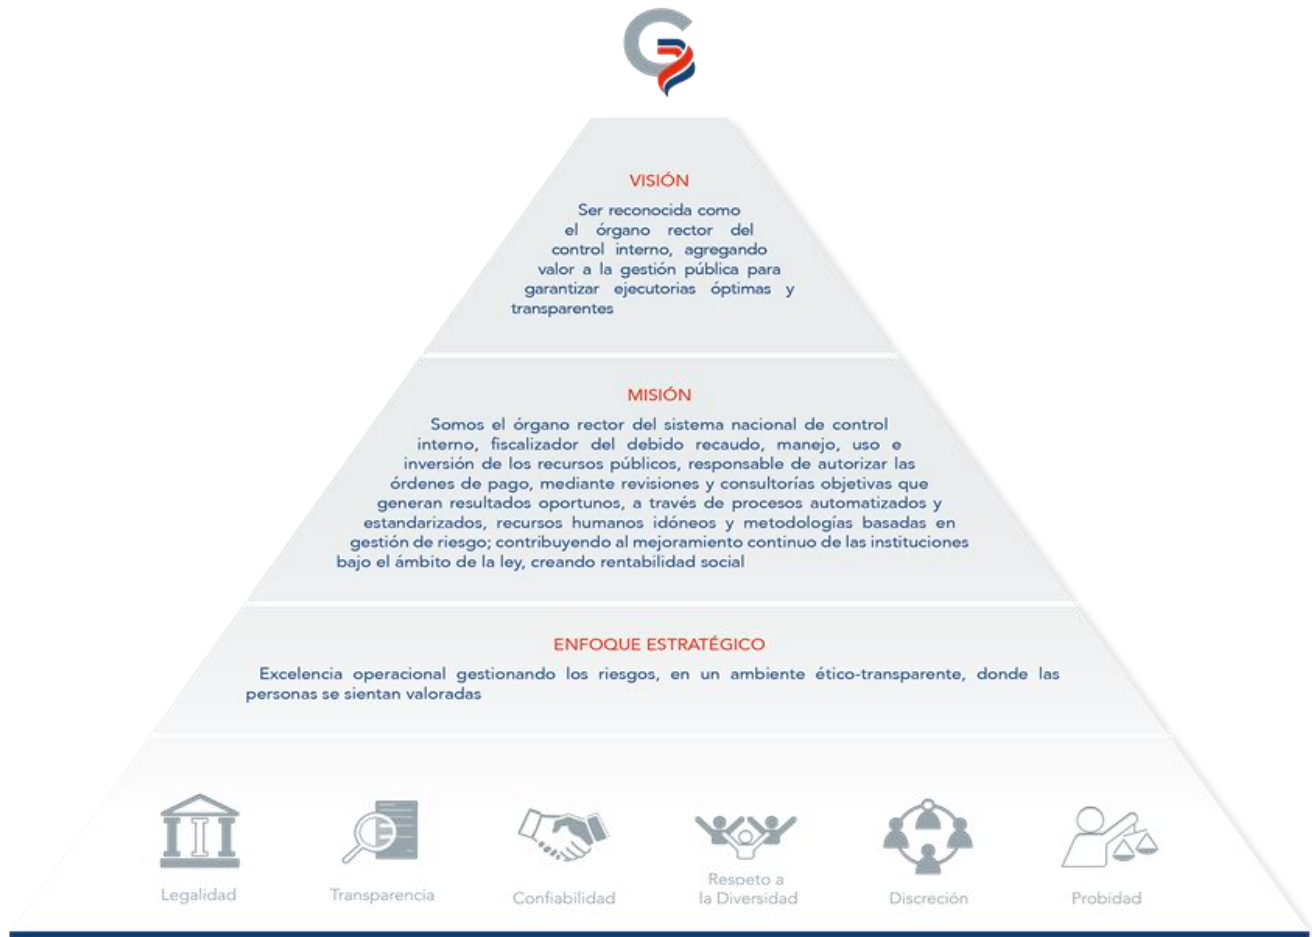 VISIÓN
Ser reconocida como
el órgano rector del
control interno, agregando
valor a la gestión pública para
garantizar ejecutorias óptimas y
transparentes
MISIÓN
Somos el órgano rector del sistema nacional de control
interno, fiscalizador del debido recaudo, manejo, uso e
inversión de los recursos públicos, responsable de autorizar las
órdenes de pago, mediante revisiones y consultorías objetivas que
generan resultados oportunos, a través de procesos automatizados y
estandarizados, recursos humanos idóneos y metodologías basadas en
gestión de riesgo; contribuyendo al mejoramiento continuo de las instituciones
bajo el ámbito de la ley, creando rentabilidad social
ENFOQUE ESTRATÉGICO
Excelencia operacional gestionando los riesgos, en un ambiente ético-transparente, donde las
personas se sientan valoradas
Legalidad
Transparencia
Confiabilidad
Respeto a
la Diversidad
Discreción
Probidad